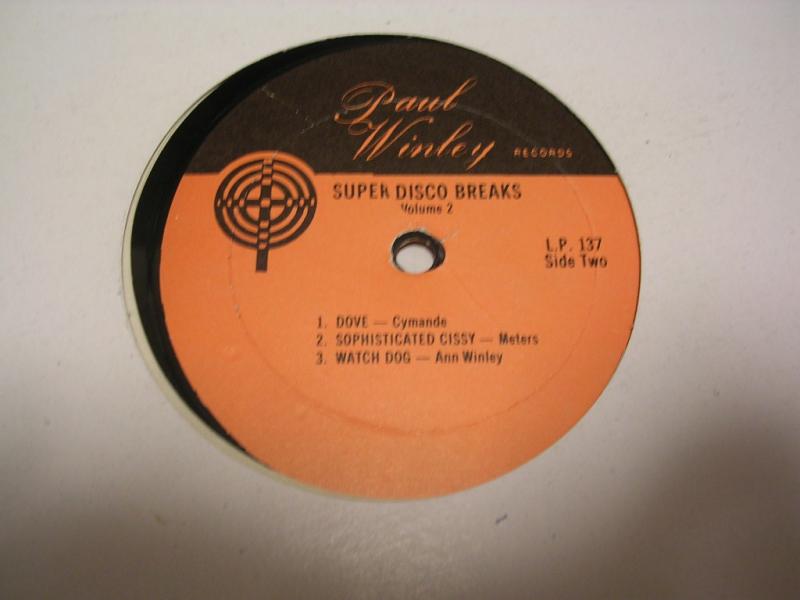 Paul
Winley RECORDS
SUPER DISCO BREAKS
Volume 2
L.P. 137
Side Two
1. DOVE — Cymande
2. SOPHISTICATED CISSY — Meters
3. WATCH DOG — Ann Winley